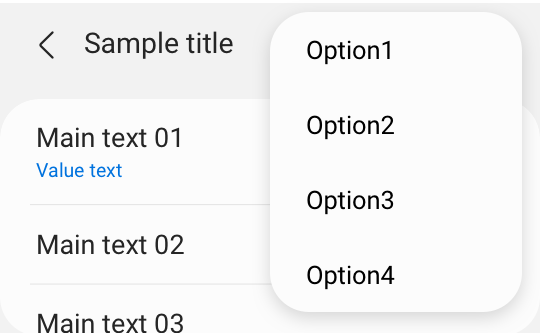 Sample title
Main text 01
Value text
Main text 02
Main text 03
Option1
Option2
Option3
Option4